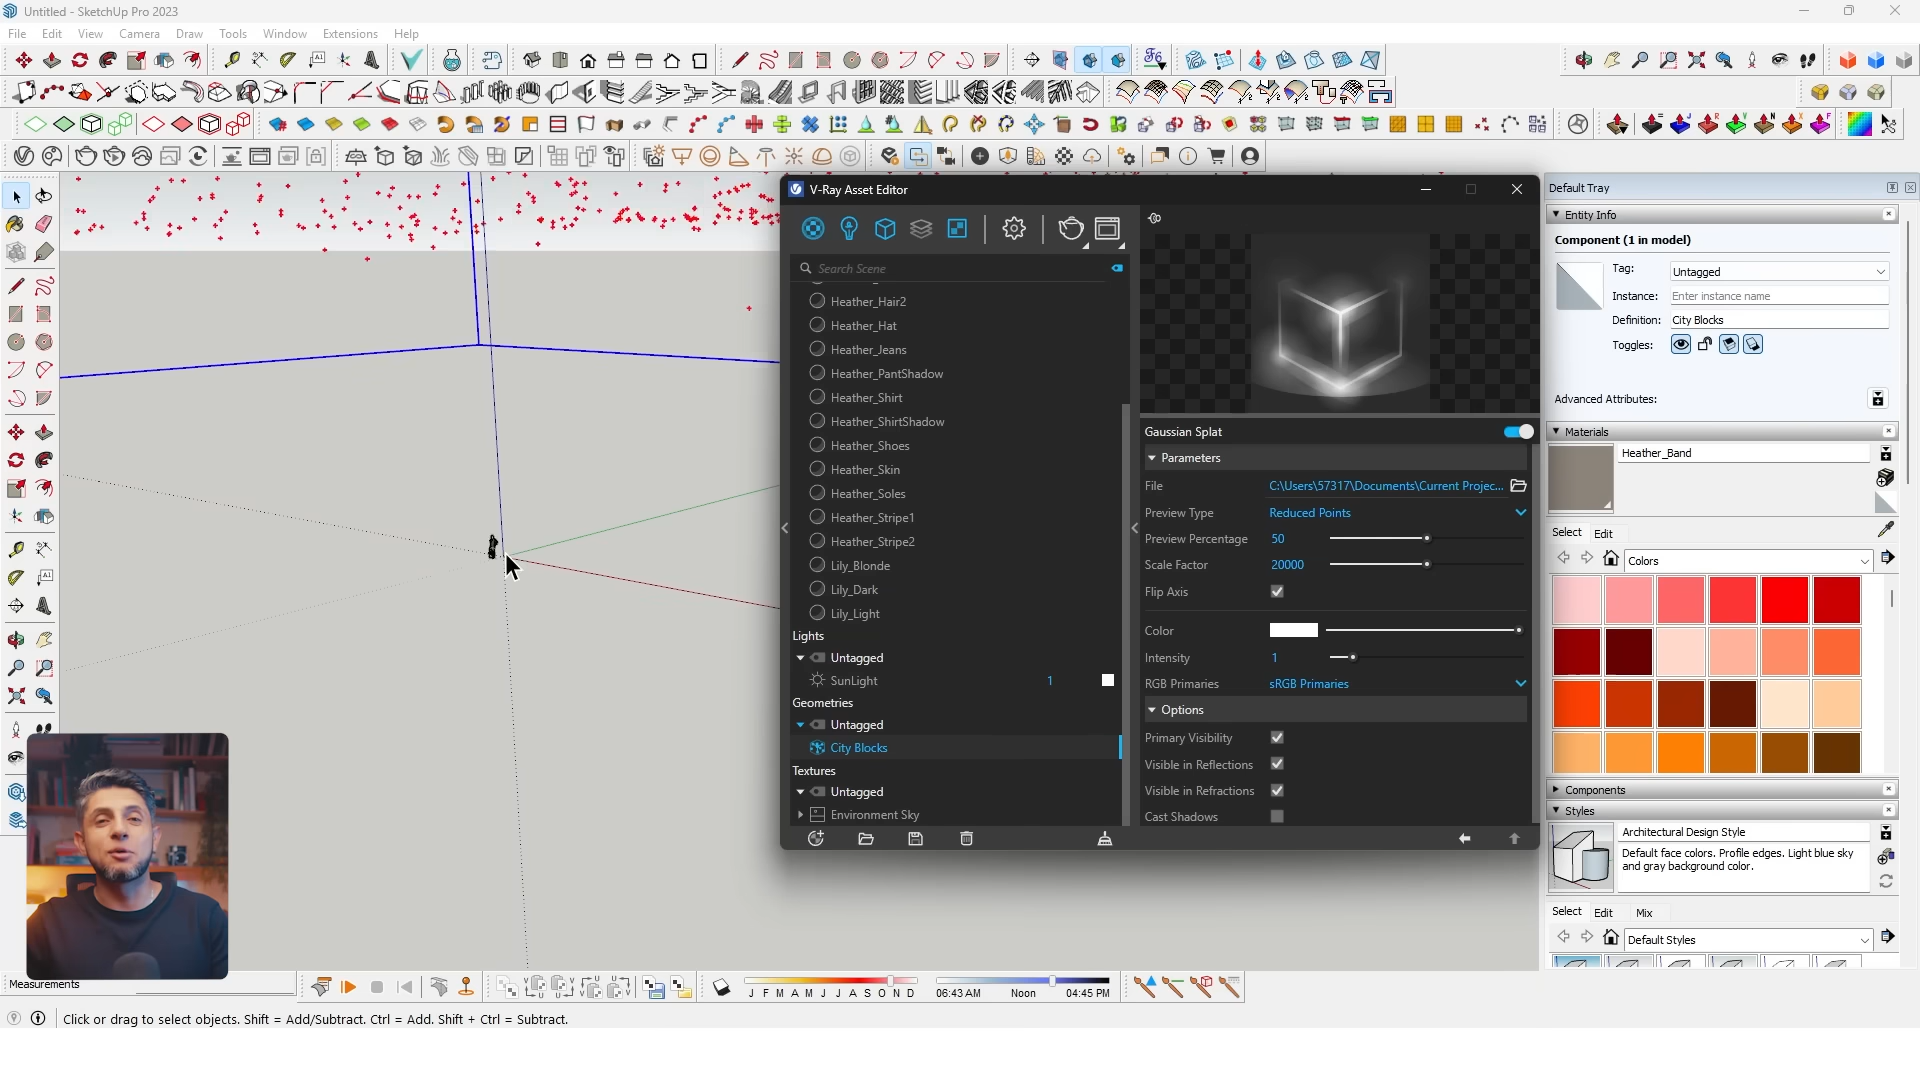 Untitled - SketchUp Pro 2023
File Edit View Camera Draw Tools Window Extensions Help
V-Ray Asset Editor
Search Scene
Heather_Hair2
Heather_Hat
Heather_Jeans
Heather_PantShadow
Heather_Shirt
Heather_ShirtShadow
Heather_Shoes
Heather_Skin
Heather_Soles
Heather_Stripe1
Heather_Stripe2
Lily_Blonde
Lily_Dark
Lily_Light
Lights
Untagged
SunLight 1
Geometries
Untagged
City Blocks
Textures
Untagged
Environment Sky
Gaussian Splat
Parameters
File C:\Users\57317\Documents\Current Projec...
Preview Type Reduced Points
Preview Percentage 50
Scale Factor 20000
Flip Axis
Color
Intensity 1
RGB Primaries sRGB Primaries
Options
Primary Visibility
Visible in Reflections
Visible in Refractions
Cast Shadows
Default Tray
Entity Info
Component (1 in model)
Tag: Untagged
Instance: Enter instance name
Definition: City Blocks
Toggles:
Advanced Attributes:
Materials
Heather_Band
Select Edit
Colors
Components
Styles
Architectural Design Style
Default face colors. Profile edges. Light blue sky
and gray background color.
Select Edit Mix
Default Styles
Measurements
J F M A M J J A S O N D
06:43 AM Noon 04:45 PM
Click or drag to select objects. Shift = Add/Subtract. Ctrl = Add. Shift + Ctrl = Subtract.